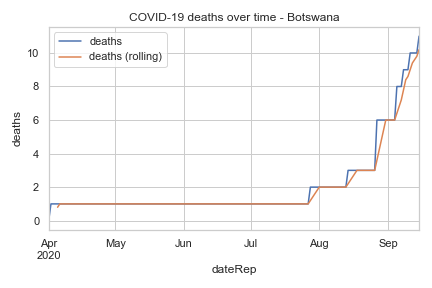 COVID-19 deaths over time - Botswana
deaths
deaths (rolling)
deaths
10
8
6
4
2
0
Apr May Jun Jul Aug Sep
2020
dateRep